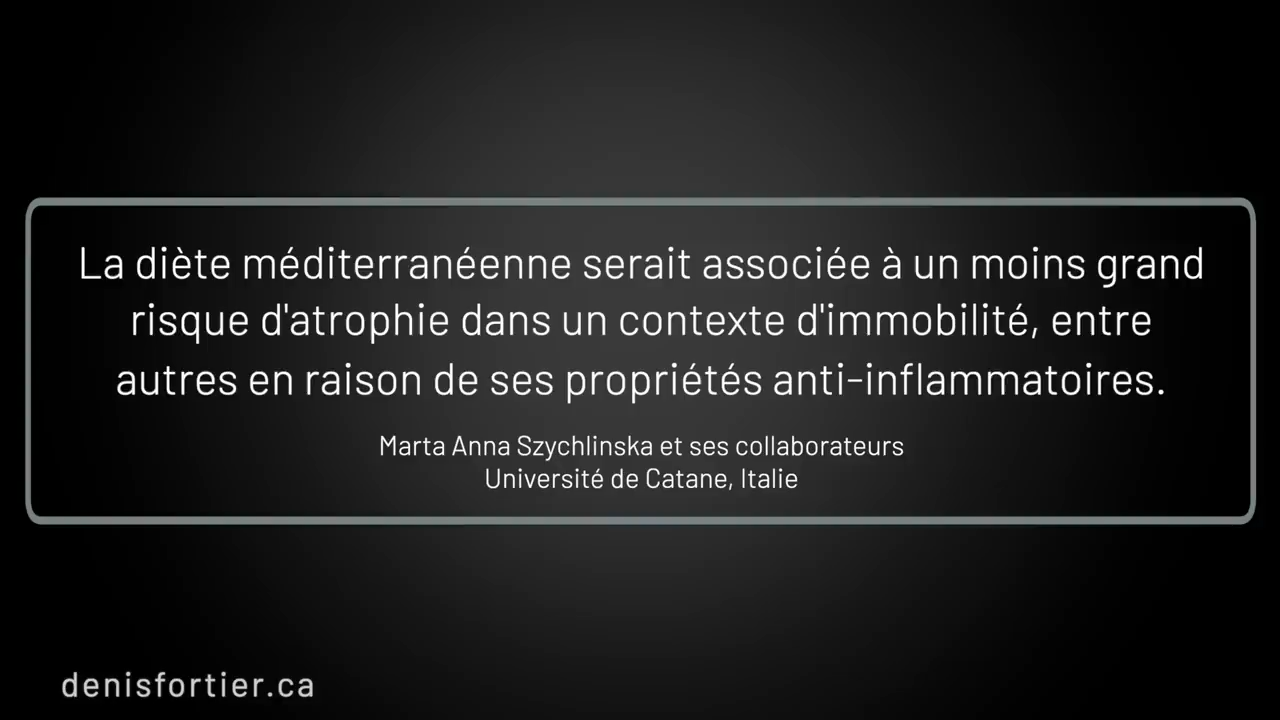 La diète méditerranéenne serait associée à un moins grand
risque d'atrophie dans un contexte d'immobilité, entre
autres en raison de ses propriétés anti-inflammatoires.
Marta Anna Szychlinska et ses collaborateurs
Université de Catane, Italie
denisfortier.ca